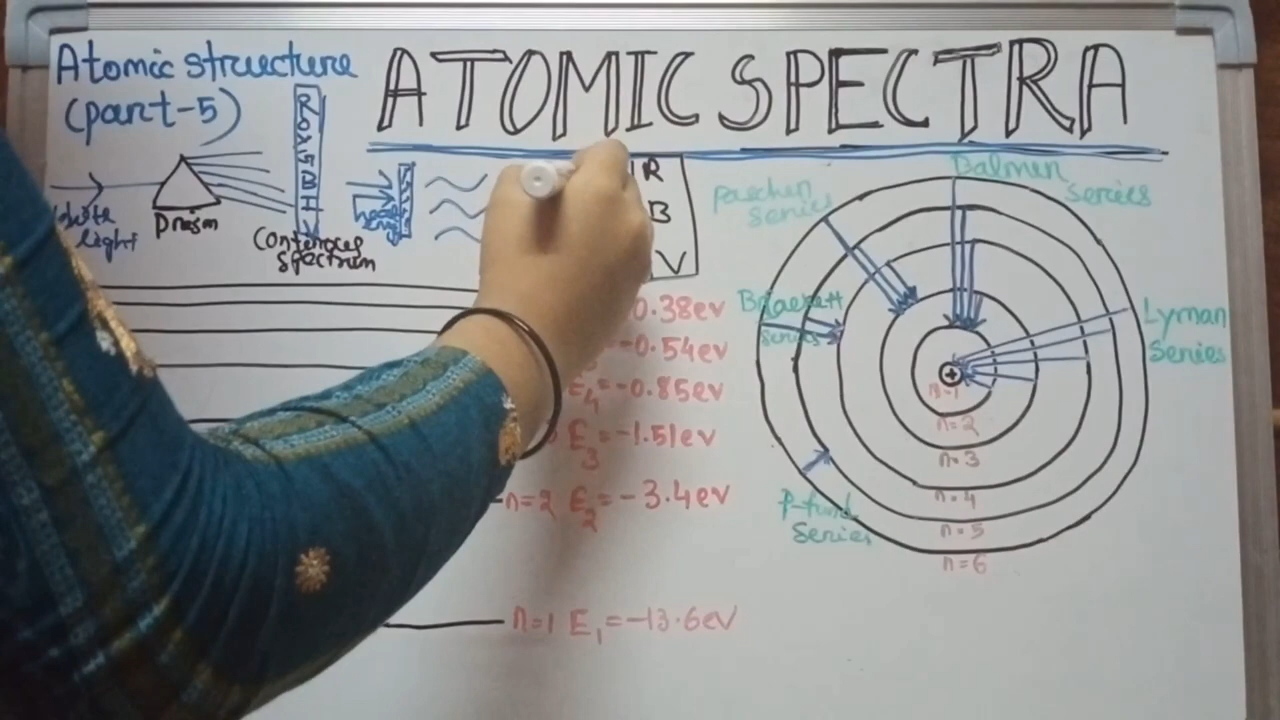 Atomic structure
(part-5)
ATOMIC SPECTRA
white
light
Prism
R
O
Y
G
B
I
V
Contenoes
spectrum
R
B
V
Paschen
series
Balmer
series
Brackett
series
Lyman
Series
P-fund
Series
0.38ev
-0.54ev
E4=-0.85ev
E3=-1.51ev
n=2 E2=-3.4ev
n=1 E1=-13.6eV
+
n=1
n=2
n=3
n=4
n=5
n=6